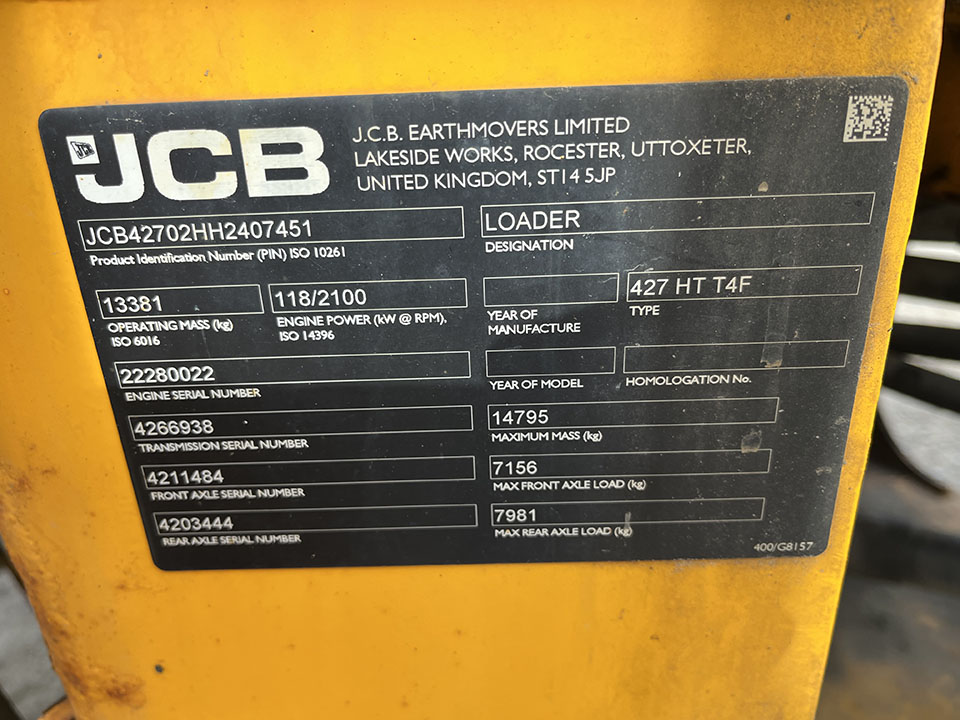 JCB
J.C.B. EARTHMOVERS LIMITED
LAKESIDE WORKS, ROCESTER, UTTOXETER,
UNITED KINGDOM, ST14 5JP
JCB42702HH2407451
Product Identification Number (PIN) ISO 10261
LOADER
DESIGNATION
13381
OPERATING MASS (kg)
ISO 6016
118/2100
ENGINE POWER (kW @ RPM),
ISO 14396
YEAR OF
MANUFACTURE
427 HT T4F
TYPE
22280022
ENGINE SERIAL NUMBER
YEAR OF MODEL
HOMOLOGATION No.
4266938
TRANSMISSION SERIAL NUMBER
14795
MAXIMUM MASS (kg)
4211484
FRONT AXLE SERIAL NUMBER
7156
MAX FRONT AXLE LOAD (kg)
4203444
REAR AXLE SERIAL NUMBER
7981
MAX REAR AXLE LOAD (kg)
400/G8157